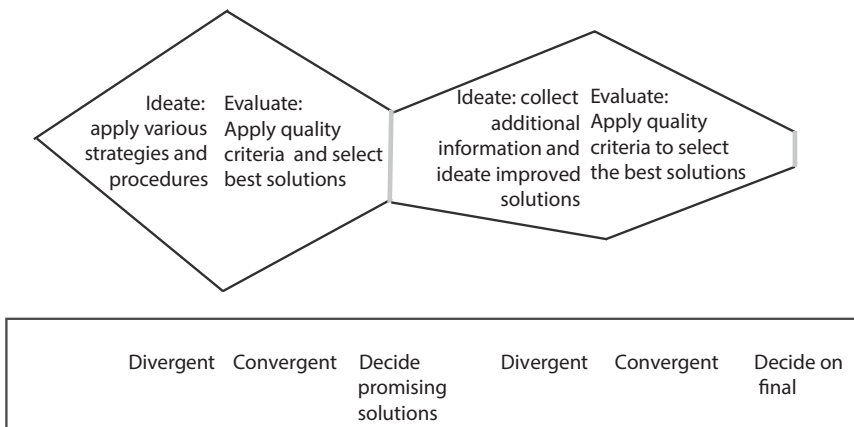 Ideate:
apply various
strategies and
procedures
Evaluate:
Apply quality
criteria and select
best solutions
Ideate: collect
additional
information and
ideate improved
solutions
Evaluate:
Apply quality
criteria to select
the best solutions
Divergent
Convergent
Decide
promising
solutions
Divergent
Convergent
Decide on
final